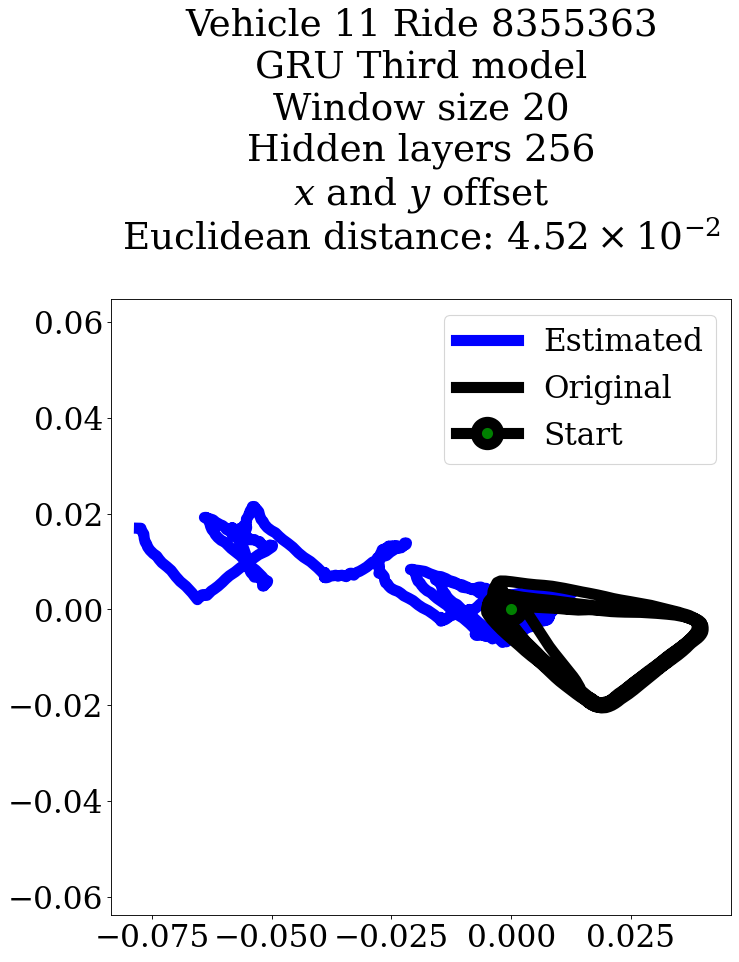 Vehicle 11 Ride 8355363
GRU Third model
Window size 20
Hidden layers 256
x and y offset
Euclidean distance: 4.52 × 10⁻²
Estimated
Original
Start
0.06
0.04
0.02
0.00
−0.02
−0.04
−0.06
−0.075 −0.050 −0.025 0.000 0.025